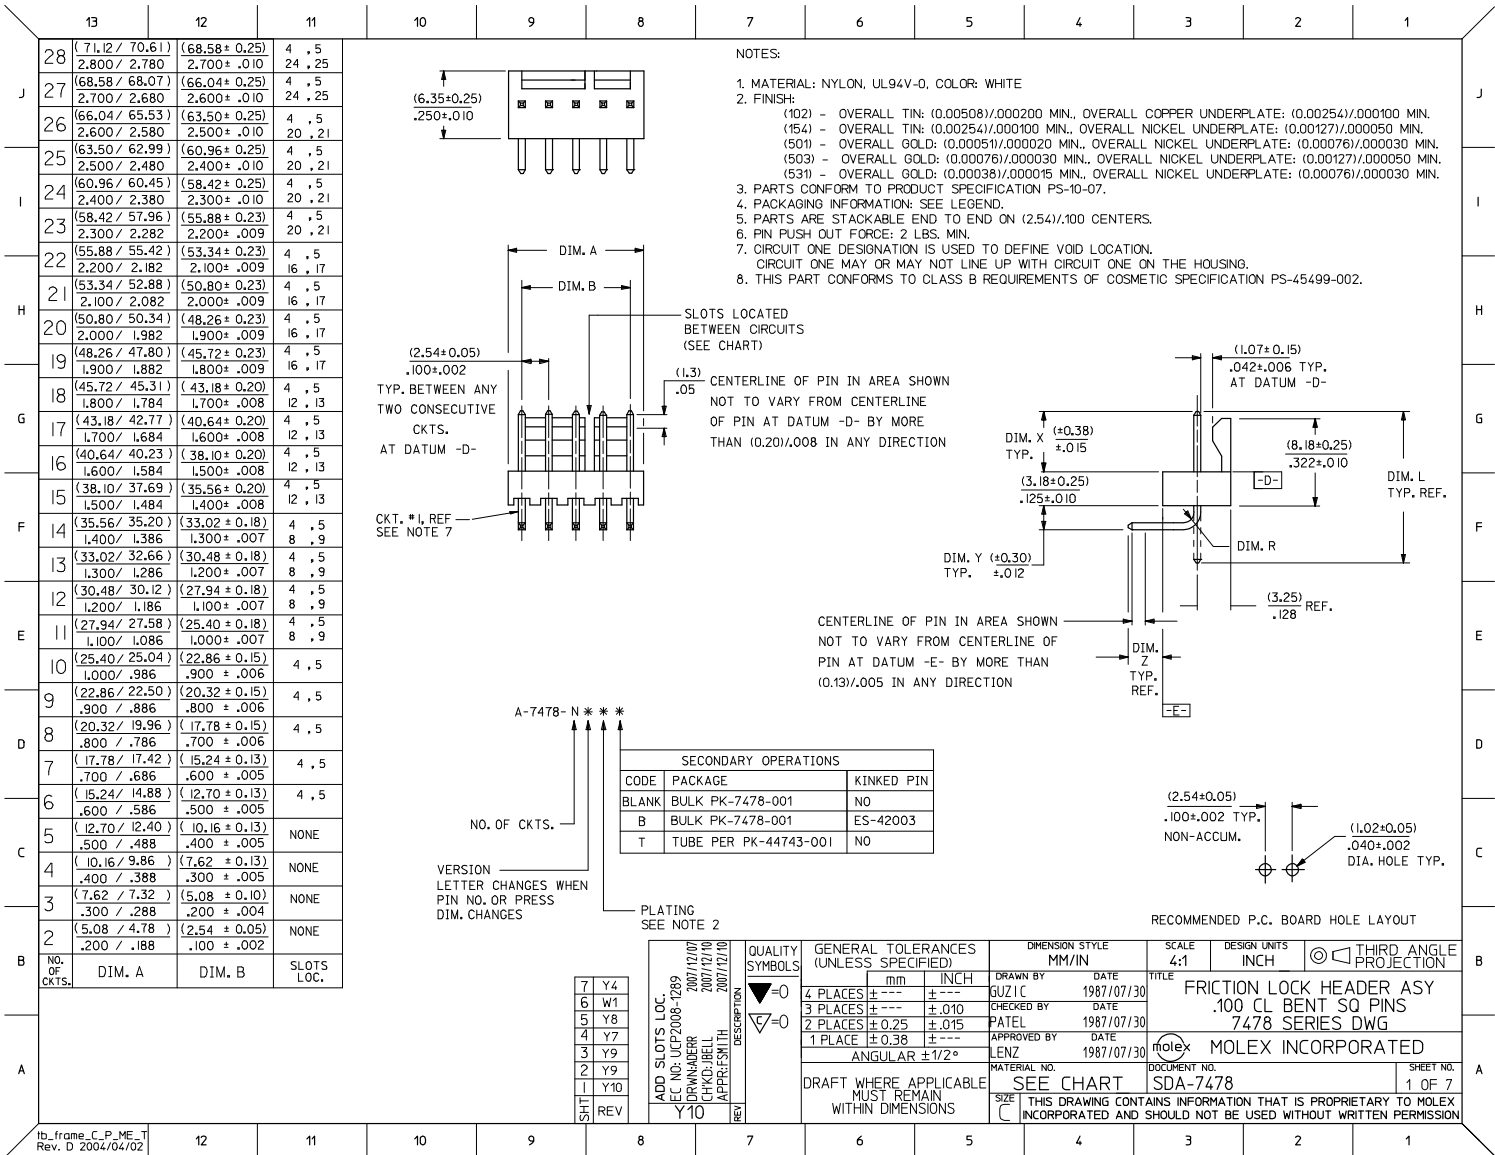 13 12 11 10 9 8 7 6 5 4 3 2 1
J
I
H
G
F
E
D
C
B
A
28 (71.12/ 70.61) 2.800/ 2.780 (68.58± 0.25) 2.700± .010 4 ,5 24 ,25
27 (68.58/ 68.07) 2.700/ 2.680 (66.04± 0.25) 2.600± .010 4 ,5 24 ,25
26 (66.04/ 65.53) 2.600/ 2.580 (63.50± 0.25) 2.500± .010 4 ,5 20 ,21
25 (63.50/ 62.99) 2.500/ 2.480 (60.96± 0.25) 2.400± .010 4 ,5 20 ,21
24 (60.96/ 60.45) 2.400/ 2.380 (58.42± 0.25) 2.300± .010 4 ,5 20 ,21
23 (58.42/ 57.96) 2.300/ 2.282 (55.88± 0.23) 2.200± .009 4 ,5 20 ,21
22 (55.88/ 55.42) 2.200/ 2.182 (53.34± 0.23) 2.100± .009 4 ,5 16 ,17
21 (53.34/ 52.88) 2.100/ 2.082 (50.80± 0.23) 2.000± .009 4 ,5 16 ,17
20 (50.80/ 50.34) 2.000/ 1.982 (48.26± 0.23) 1.900± .009 4 ,5 16 ,17
19 (48.26/ 47.80) 1.900/ 1.882 (45.72± 0.23) 1.800± .009 4 ,5 16 ,17
18 (45.72/ 45.31) 1.800/ 1.784 (43.18± 0.20) 1.700± .008 4 ,5 12 ,13
17 (43.18/ 42.77) 1.700/ 1.684 (40.64± 0.20) 1.600± .008 4 ,5 12 ,13
16 (40.64/ 40.23) 1.600/ 1.584 (38.10± 0.20) 1.500± .008 4 ,5 12 ,13
15 (38.10/ 37.69) 1.500/ 1.484 (35.56± 0.20) 1.400± .008 4 ,5 12 ,13
14 (35.56/ 35.20) 1.400/ 1.386 (33.02± 0.18) 1.300± .007 4 ,5 8 ,9
13 (33.02/ 32.66) 1.300/ 1.286 (30.48± 0.18) 1.200± .007 4 ,5 8 ,9
12 (30.48/ 30.12) 1.200/ 1.186 (27.94± 0.18) 1.100± .007 4 ,5 8 ,9
11 (27.94/ 27.58) 1.100/ 1.086 (25.40± 0.18) 1.000± .007 4 ,5 8 ,9
10 (25.40/ 25.04) 1.000/ .986 (22.86± 0.15) .900 ± .006 4 ,5
9 (22.86/ 22.50) .900 / .886 (20.32± 0.15) .800 ± .006 4 ,5
8 (20.32/ 19.96) .800 / .786 (17.78± 0.15) .700 ± .006 4 ,5
7 (17.78/ 17.42) .700 / .686 (15.24± 0.13) .600 ± .005 4 ,5
6 (15.24/ 14.88) .600 / .586 (12.70± 0.13) .500 ± .005 4 ,5
5 (12.70/ 12.40) .500 / .488 (10.16± 0.13) .400 ± .005 NONE
4 (10.16/ 9.86) .400 / .388 (7.62 ± 0.13) .300 ± .005 NONE
3 (7.62 / 7.32) .300 / .288 (5.08 ± 0.10) .200 ± .004 NONE
2 (5.08 / 4.78) .200 / .188 (2.54 ± 0.05) .100 ± .002 NONE
NO. OF CKTS. DIM. A DIM. B SLOTS LOC.
(6.35±0.25)
.250±.010
NOTES:
1. MATERIAL: NYLON, UL94V-0, COLOR: WHITE
2. FINISH:
(102) - OVERALL TIN: (0.00508)/.000200 MIN., OVERALL COPPER UNDERPLATE: (0.00254)/.000100 MIN.
(154) - OVERALL TIN: (0.00254)/.000100 MIN., OVERALL NICKEL UNDERPLATE: (0.00127)/.000050 MIN.
(501) - OVERALL GOLD: (0.00051)/.000020 MIN., OVERALL NICKEL UNDERPLATE: (0.00076)/.000030 MIN.
(503) - OVERALL GOLD: (0.00076)/.000030 MIN., OVERALL NICKEL UNDERPLATE: (0.00127)/.000050 MIN.
(531) - OVERALL GOLD: (0.00038)/.000015 MIN., OVERALL NICKEL UNDERPLATE: (0.00076)/.000030 MIN.
3. PARTS CONFORM TO PRODUCT SPECIFICATION PS-10-07.
4. PACKAGING INFORMATION: SEE LEGEND.
5. PARTS ARE STACKABLE END TO END ON (2.54)/.100 CENTERS.
6. PIN PUSH OUT FORCE: 2 LBS. MIN.
7. CIRCUIT ONE DESIGNATION IS USED TO DEFINE VOID LOCATION.
CIRCUIT ONE MAY OR MAY NOT LINE UP WITH CIRCUIT ONE ON THE HOUSING.
8. THIS PART CONFORMS TO CLASS B REQUIREMENTS OF COSMETIC SPECIFICATION PS-45499-002.
DIM. A
DIM. B
SLOTS LOCATED
BETWEEN CIRCUITS
(SEE CHART)
(2.54±0.05)
.100±.002
TYP. BETWEEN ANY
TWO CONSECUTIVE
CKTS.
AT DATUM -D-
(1.3)
.05
CENTERLINE OF PIN IN AREA SHOWN
NOT TO VARY FROM CENTERLINE
OF PIN AT DATUM -D- BY MORE
THAN (0.20)/.008 IN ANY DIRECTION
CKT. #1, REF
SEE NOTE 7
(1.07±0.15)
.042±.006 TYP.
AT DATUM -D-
DIM. X (±0.38)
TYP. ±.015
(8.18±0.25)
.322±.010
(3.18±0.25)
.125±.010
-D-
DIM. L
TYP. REF.
DIM. Y (±0.30)
TYP. ±.012
DIM. R
(3.25)
.128 REF.
CENTERLINE OF PIN IN AREA SHOWN
NOT TO VARY FROM CENTERLINE OF
PIN AT DATUM -E- BY MORE THAN
(0.13)/.005 IN ANY DIRECTION
DIM.
Z
TYP.
REF.
-E-
A-7478- N * * *
NO. OF CKTS.
VERSION
LETTER CHANGES WHEN
PIN NO. OR PRESS
DIM. CHANGES
PLATING
SEE NOTE 2
SECONDARY OPERATIONS
CODE PACKAGE KINKED PIN
BLANK BULK PK-7478-001 NO
B BULK PK-7478-001 ES-42003
T TUBE PER PK-44743-001 NO
(2.54±0.05)
.100±.002 TYP.
NON-ACCUM.
(1.02±0.05)
.040±.002
DIA. HOLE TYP.
RECOMMENDED P.C. BOARD HOLE LAYOUT
7 Y4
6 W1
5 Y8
4 Y7
3 Y9
2 Y9
1 Y10
SHT REV
ADD SLOTS LOC.
EC NO: UCP2008-1289
DRWN:ADERR 2007/12/07
CH'KD:JBELL 2007/12/10
APPR:FSMITH 2007/12/10
Y10
DESCRIPTION
REV
QUALITY SYMBOLS
=0
C =0
GENERAL TOLERANCES
(UNLESS SPECIFIED)
mm INCH
4 PLACES ±--- ±---
3 PLACES ±--- ±.010
2 PLACES ±0.25 ±.015
1 PLACE ±0.38 ±---
ANGULAR ±1/2°
DRAFT WHERE APPLICABLE
MUST REMAIN
WITHIN DIMENSIONS
DIMENSION STYLE
MM/IN
SCALE
4:1
DESIGN UNITS
INCH
THIRD ANGLE
PROJECTION
DRAWN BY DATE
GUZIC 1987/07/30
CHECKED BY DATE
PATEL 1987/07/30
APPROVED BY DATE
LENZ 1987/07/30
TITLE
FRICTION LOCK HEADER ASY
.100 CL BENT SQ PINS
7478 SERIES DWG
molex MOLEX INCORPORATED
MATERIAL NO.
SEE CHART
DOCUMENT NO.
SDA-7478
SHEET NO.
1 OF 7
SIZE
C
THIS DRAWING CONTAINS INFORMATION THAT IS PROPRIETARY TO MOLEX
INCORPORATED AND SHOULD NOT BE USED WITHOUT WRITTEN PERMISSION
tb_frame_C_P_ME_T
Rev. D 2004/04/02
12 11 10 9 8 7 6 5 4 3 2 1